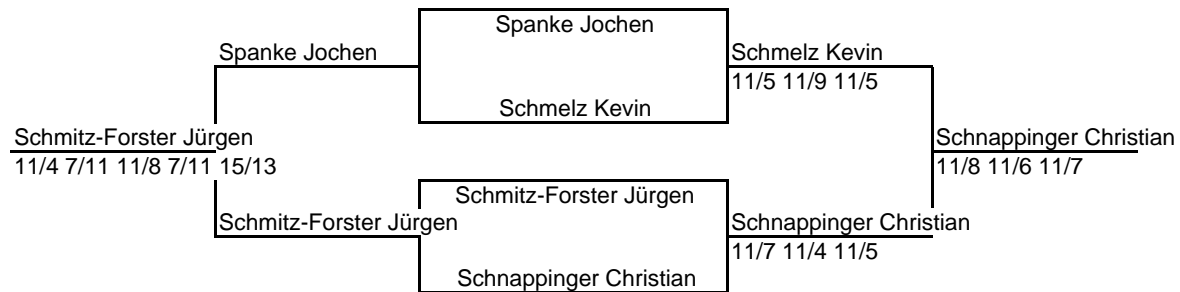 Spanke Jochen
Spanke Jochen
Schmelz Kevin
11/5 11/9 11/5
Schmelz Kevin
Schmitz-Forster Jürgen
Schnappinger Christian
11/4 7/11 11/8 7/11 15/13
11/8 11/6 11/7
Schmitz-Forster Jürgen
Schmitz-Forster Jürgen
Schnappinger Christian
11/7 11/4 11/5
Schnappinger Christian